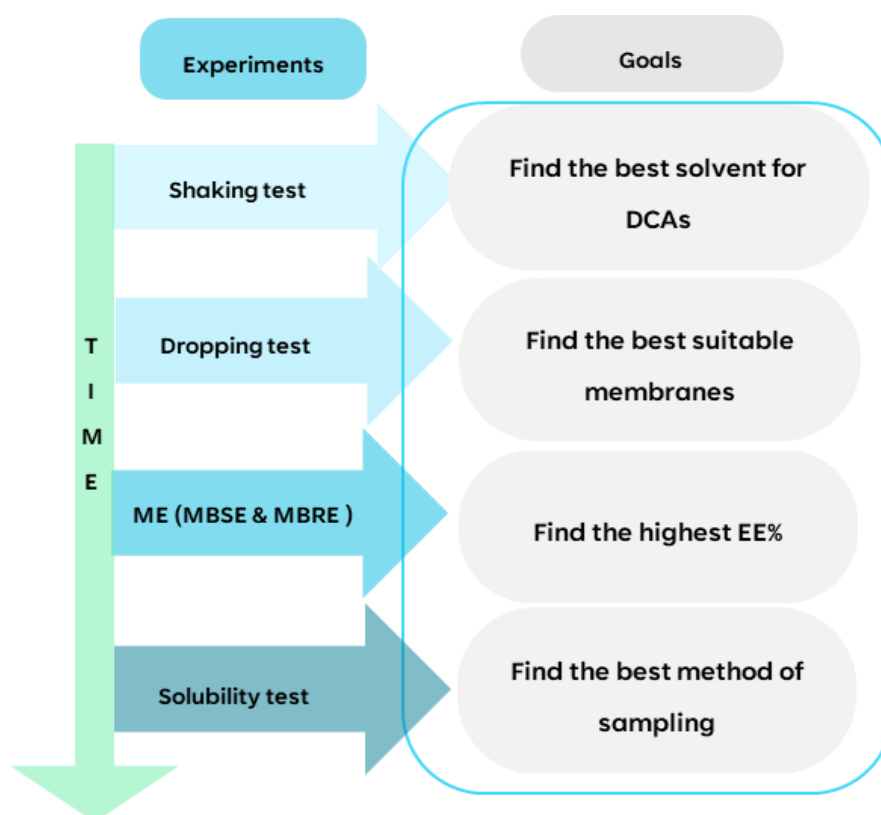 Experiments
Goals
Shaking test
Find the best solvent for
DCAs
Dropping test
Find the best suitable
membranes
T
I
M
E
ME (MBSE & MBRE )
Find the highest EE%
Solubility test
Find the best method of
sampling